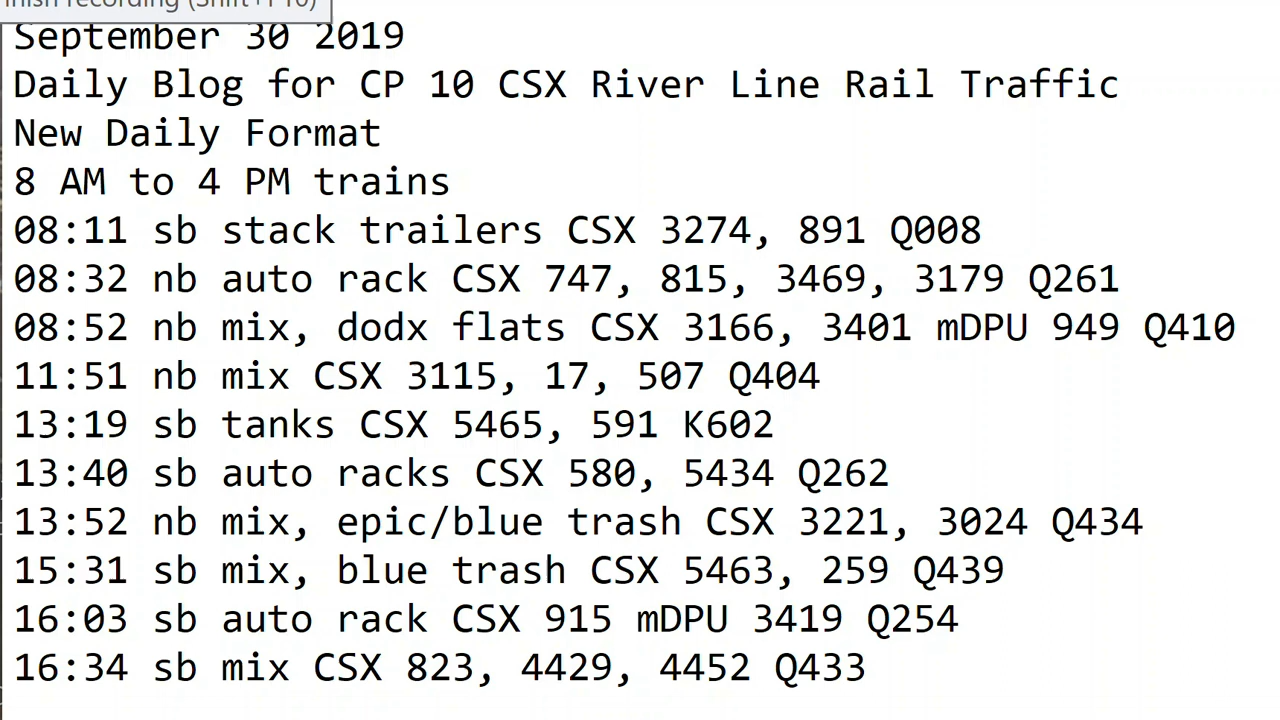 inish recording (Shift+F10)
September 30 2019
Daily Blog for CP 10 CSX River Line Rail Traffic
New Daily Format
8 AM to 4 PM trains
08:11 sb stack trailers CSX 3274, 891 Q008
08:32 nb auto rack CSX 747, 815, 3469, 3179 Q261
08:52 nb mix, dodx flats CSX 3166, 3401 mDPU 949 Q410
11:51 nb mix CSX 3115, 17, 507 Q404
13:19 sb tanks CSX 5465, 591 K602
13:40 sb auto racks CSX 580, 5434 Q262
13:52 nb mix, epic/blue trash CSX 3221, 3024 Q434
15:31 sb mix, blue trash CSX 5463, 259 Q439
16:03 sb auto rack CSX 915 mDPU 3419 Q254
16:34 sb mix CSX 823, 4429, 4452 Q433